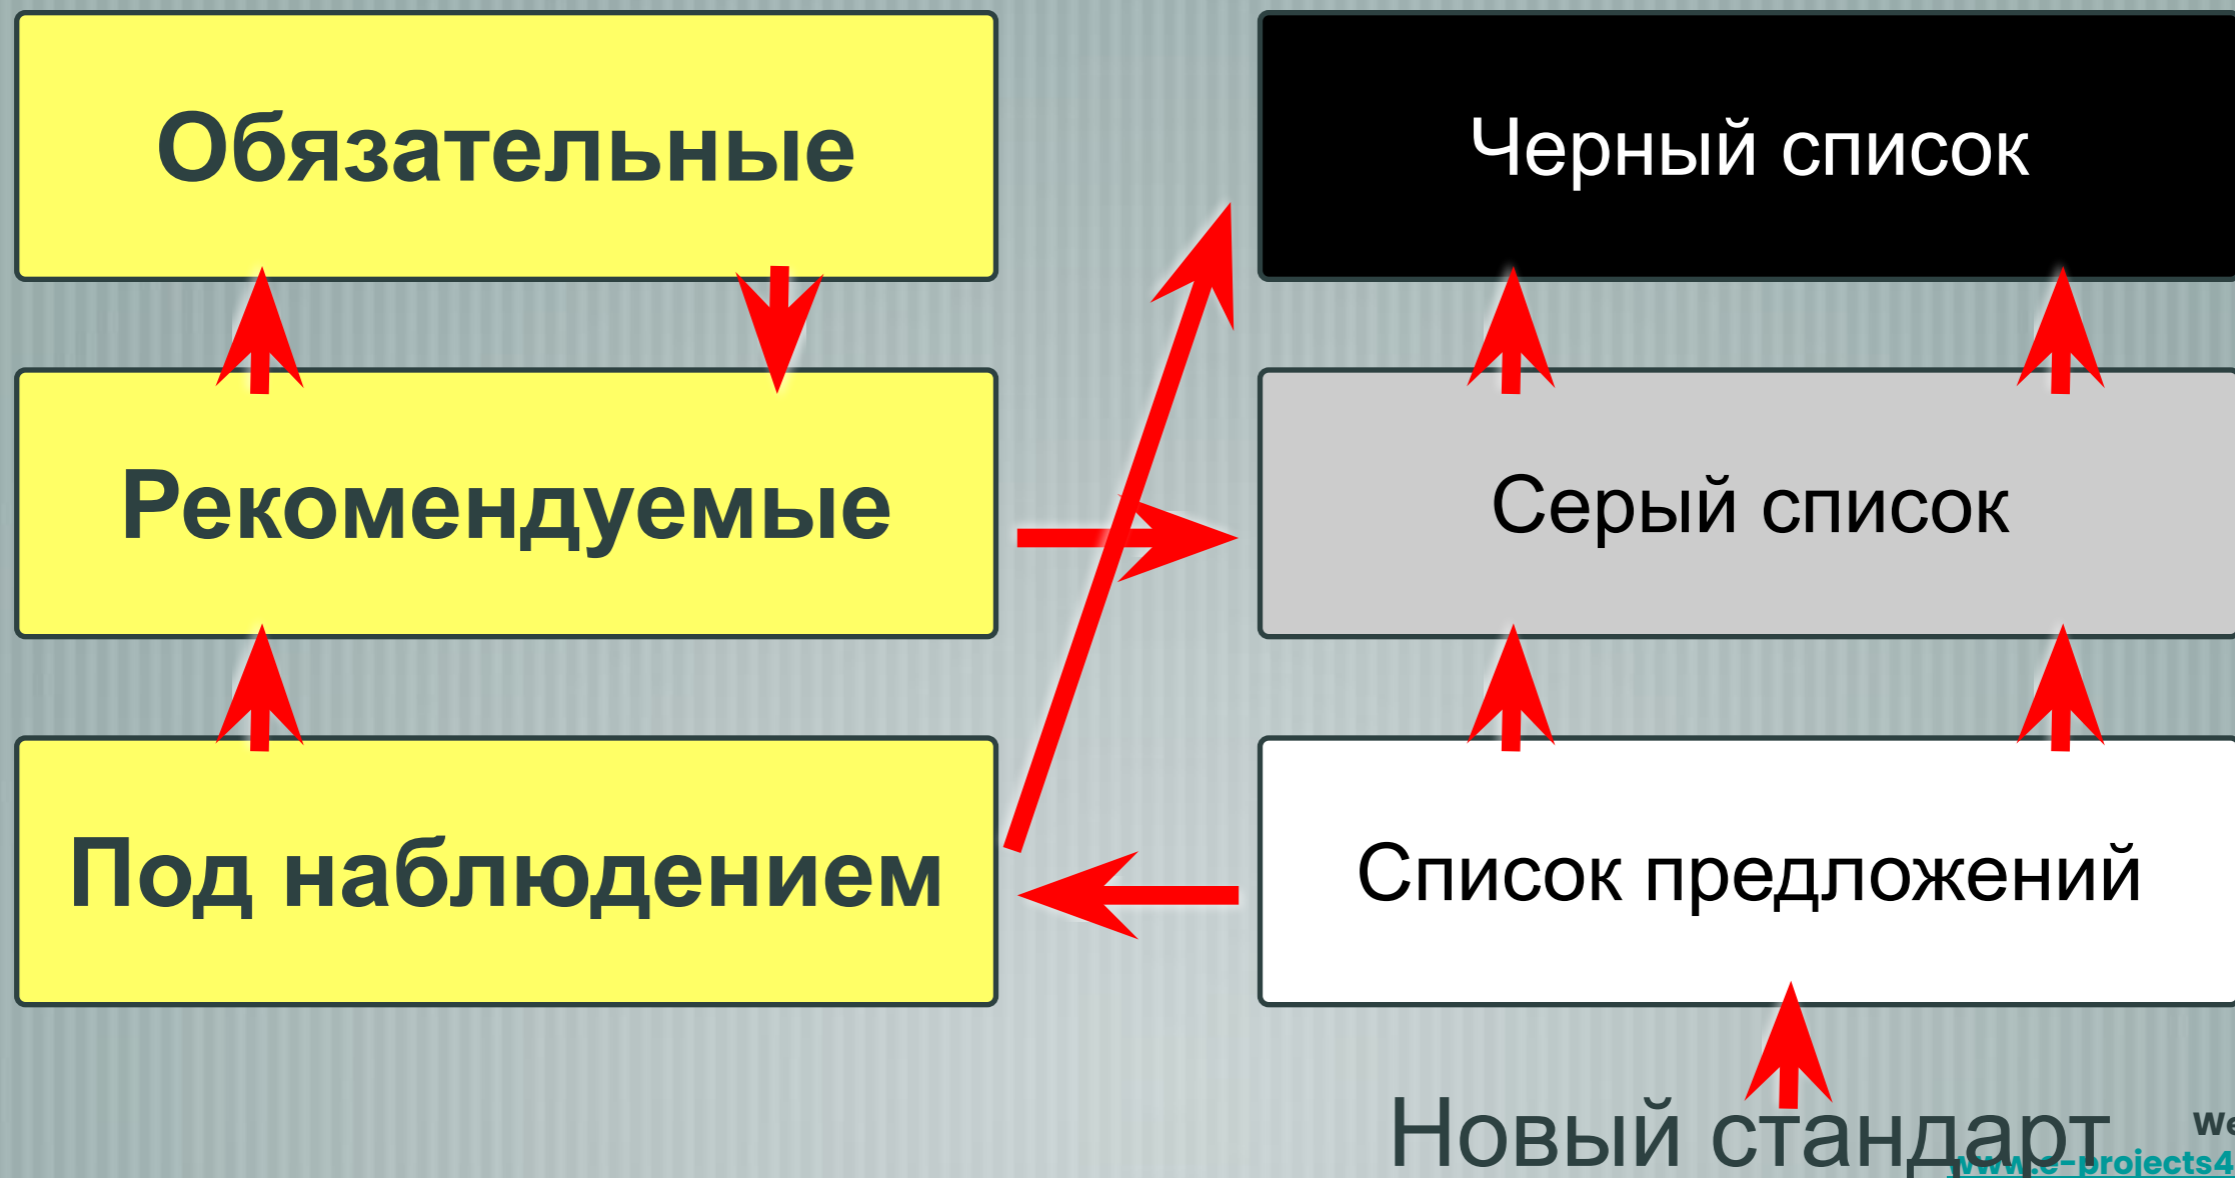 Обязательные
Черный список
Рекомендуемые
Серый список
Под наблюдением
Список предложений
Новый стандарт